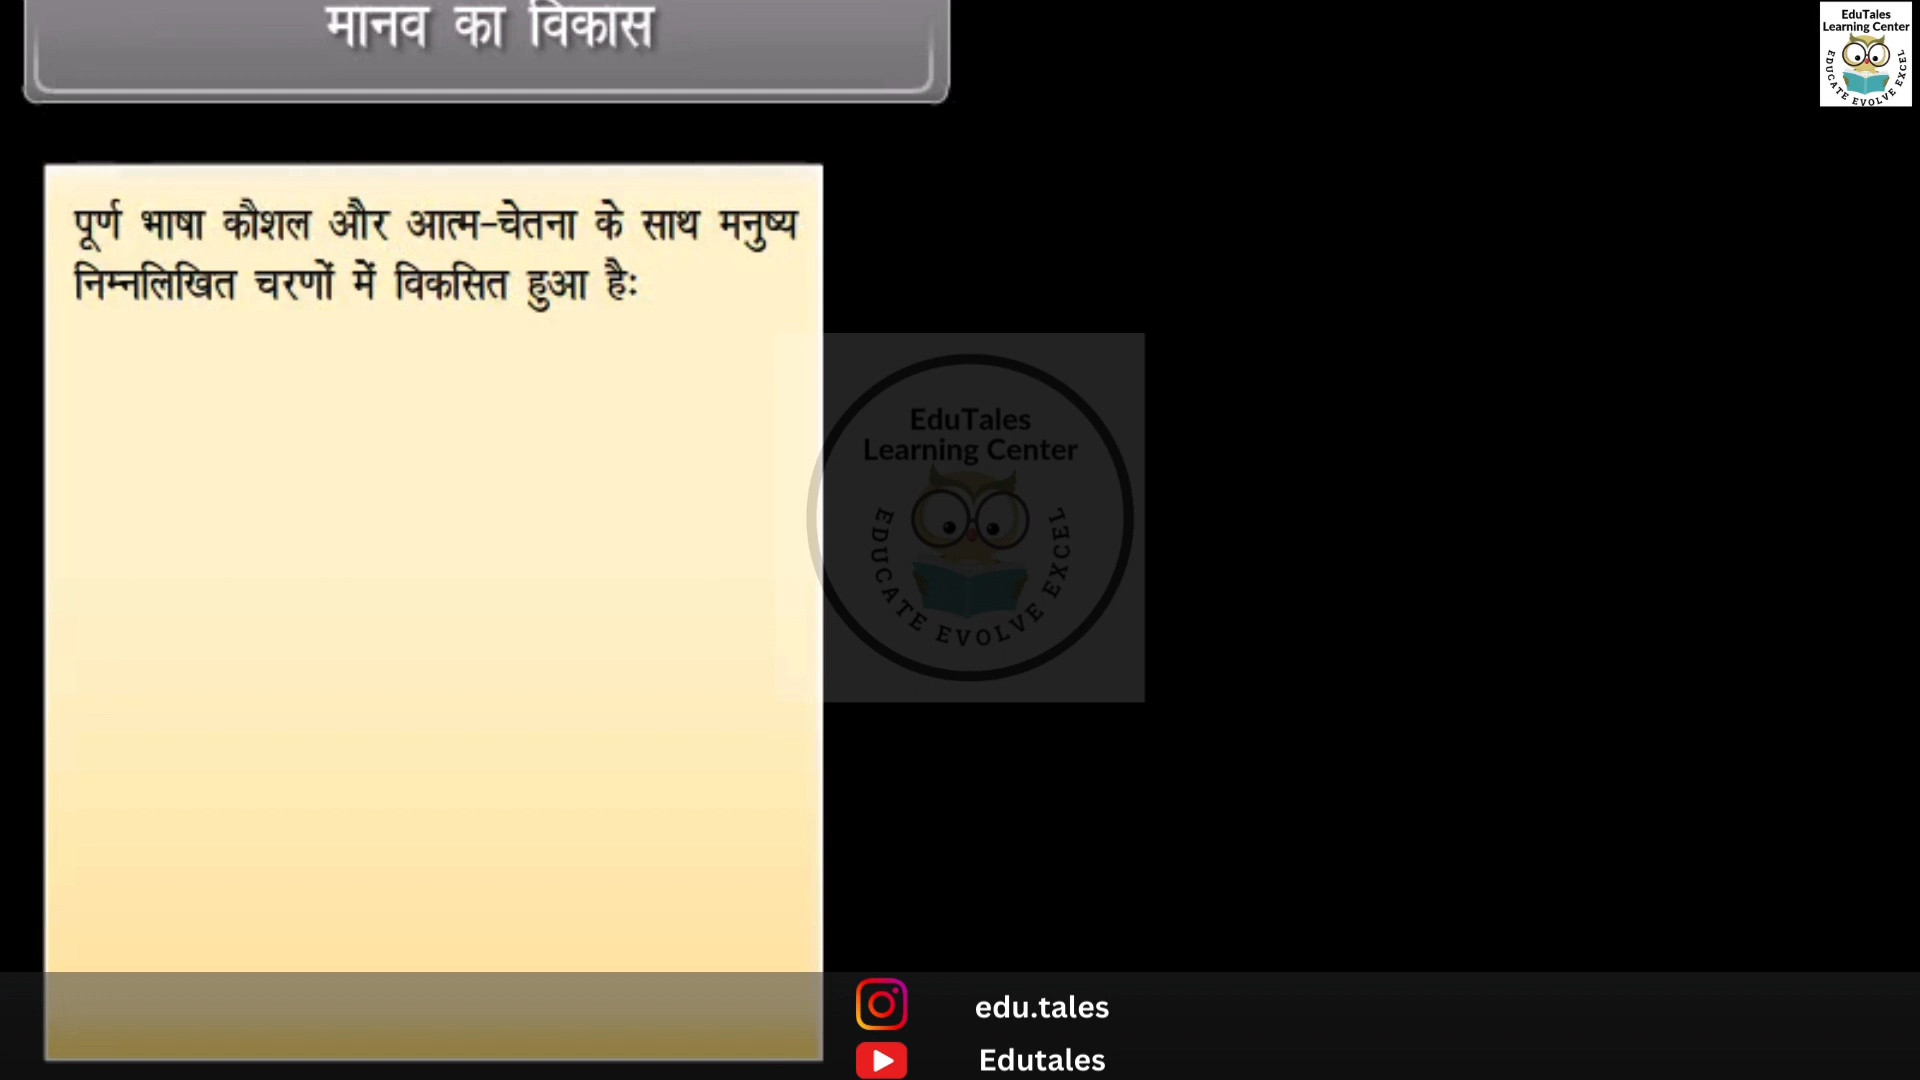 मानव का विकास
EduTales
Learning Center
EDUCATE EVOLVE EXCEL
पूर्ण भाषा कौशल और आत्म-चेतना के साथ मनुष्य
निम्नलिखित चरणों में विकसित हुआ हैः
EduTales
Learning Center
EDUCATE EVOLVE EXCEL
edu.tales
Edutales